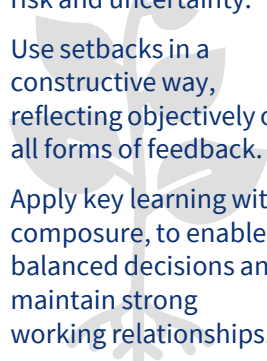 risk and uncertainty.
Use setbacks in a
constructive way,
reflecting objectively o
all forms of feedback.
Apply key learning wit
composure, to enable
balanced decisions an
maintain strong
working relationships